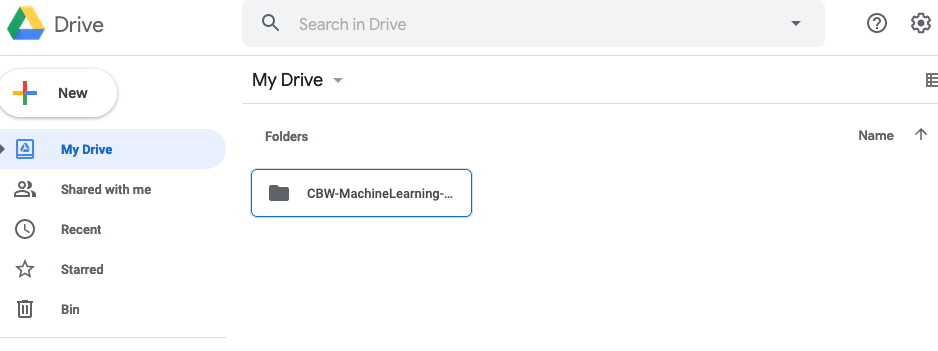 Drive
Search in Drive
New
My Drive
Folders
Name
CBW-MachineLearning-...
My Drive
Shared with me
Recent
Starred
Bin